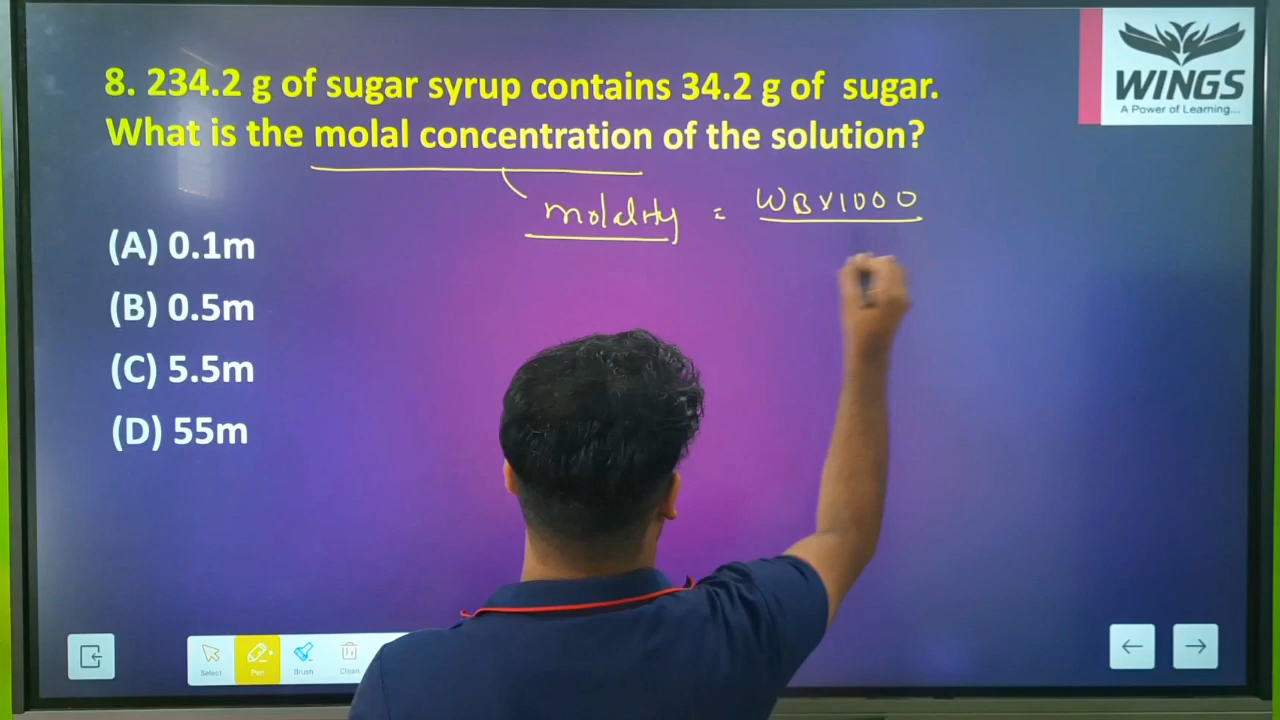 WINGS
A Power of Learning...
8. 234.2 g of sugar syrup contains 34.2 g of sugar.
What is the molal concentration of the solution?
molality = WB×1000
(A) 0.1m
(B) 0.5m
(C) 5.5m
(D) 55m
Select Pen Brush Clean